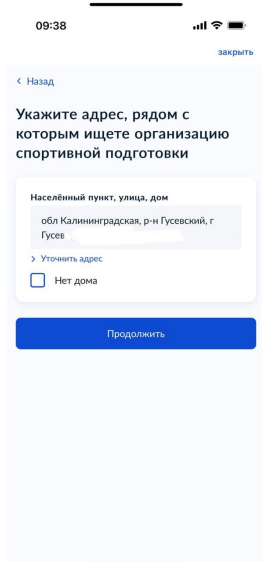 09:38
закрыть
Назад
Укажите адрес, рядом с
которым ищете организацию
спортивной подготовки
Населённый пункт, улица, дом
обл Калининградская, р-н Гусевский, г
Гусев
Уточнить адрес
Нет дома
Продолжить